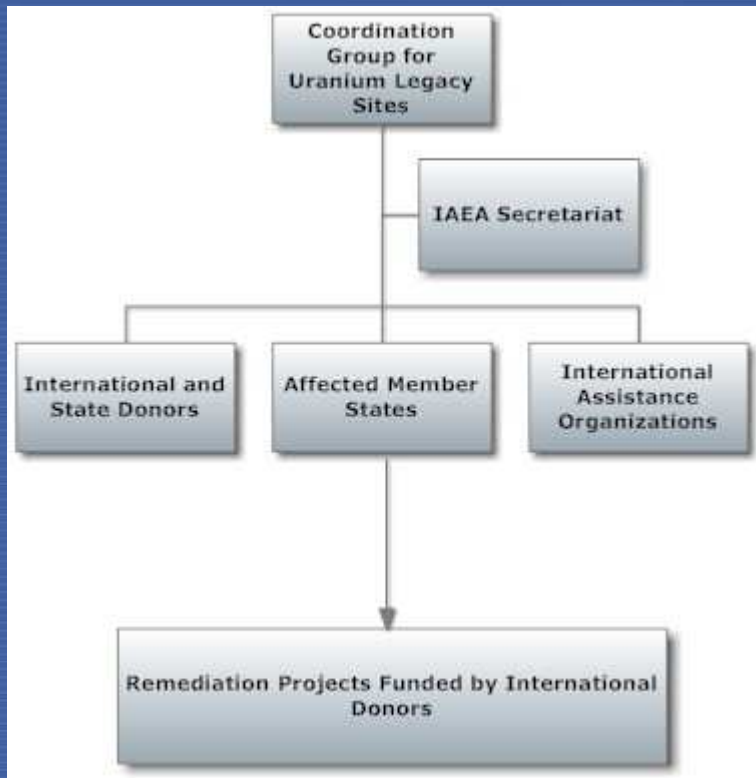 Coordination
Group for
Uranium Legacy
Sites
IAEA Secretariat
International and
State Donors
Affected Member
States
International
Assistance
Organizations
Remediation Projects Funded by International
Donors